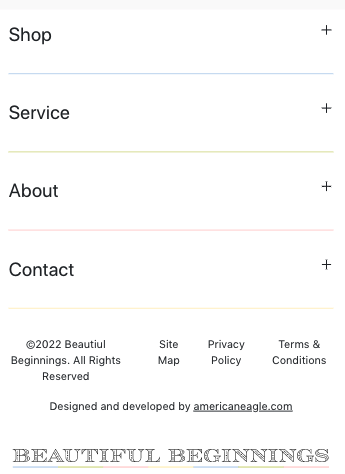 Shop +
Service +
About +
Contact +
©2022 Beautiul Beginnings. All Rights Reserved
Site Map
Privacy Policy
Terms & Conditions
Designed and developed by americaneagle.com
BEAUTIFUL BEGINNINGS